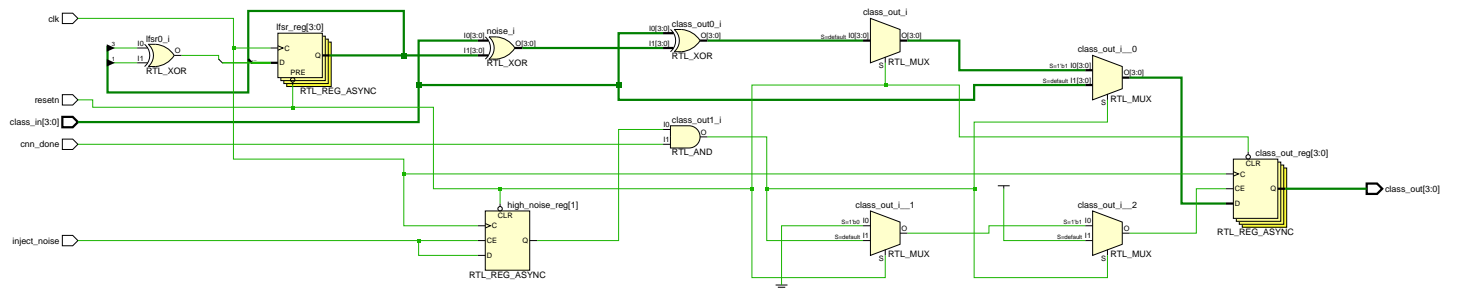 clk
lfsr0_i
3
1
I0
I1
O
RTL_XOR
lfsr_reg[3:0]
C
D
Q
PRE
RTL_REG_ASYNC
noise_i
I0[3:0]
I1[3:0]
O[3:0]
RTL_XOR
class_out0_i
I0[3:0]
I1[3:0]
O[3:0]
RTL_XOR
class_out_i
S=default I0[3:0]
O[3:0]
S
RTL_MUX
class_out_i__0
S=1'b1 I0[3:0]
S=default I1[3:0]
O[3:0]
S
RTL_MUX
resetn
class_in[3:0]
cnn_done
class_out1_i
I0
I1
O
RTL_AND
class_out_reg[3:0]
CLR
C
CE
D
Q
RTL_REG_ASYNC
class_out[3:0]
inject_noise
high_noise_reg[1]
CLR
C
CE
D
Q
RTL_REG_ASYNC
class_out_i__1
S=1'b0 I0
S=default I1
O
S
RTL_MUX
class_out_i__2
S=1'b1 I0
S=default I1
O
S
RTL_MUX